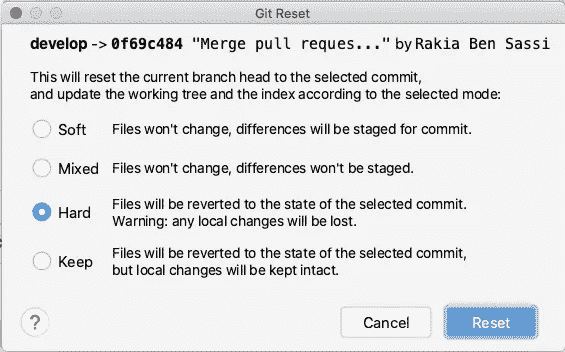 Git Reset
develop -> 0f69c484 "Merge pull reques..." by Rakia Ben Sassi
This will reset the current branch head to the selected commit,
and update the working tree and the index according to the selected mode:
Soft Files won't change, differences will be staged for commit.
Mixed Files won't change, differences won't be staged.
Hard Files will be reverted to the state of the selected commit.
Warning: any local changes will be lost.
Keep Files will be reverted to the state of the selected commit,
but local changes will be kept intact.
? Cancel Reset